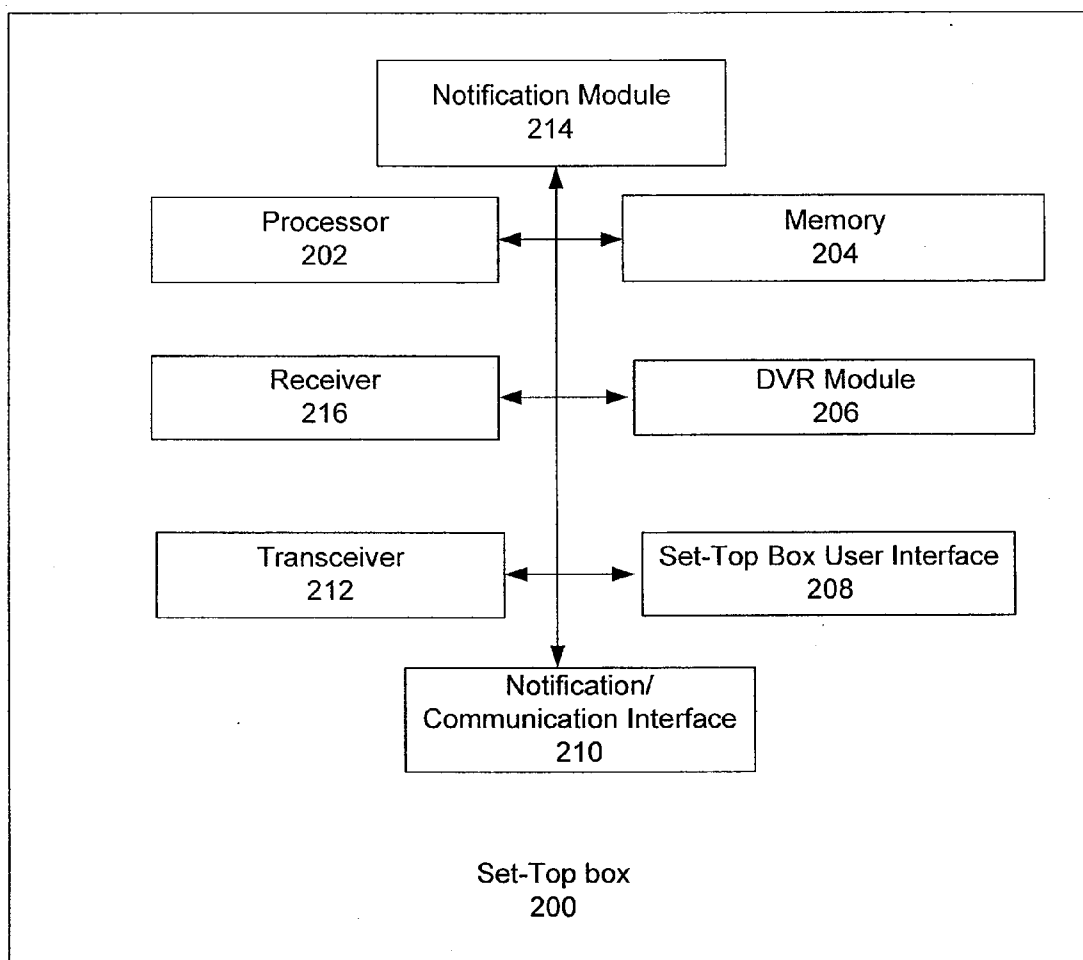 Notification Module
214
Processor
202
Memory
204
Receiver
216
DVR Module
206
Transceiver
212
Set-Top Box User Interface
208
Notification/
Communication Interface
210
Set-Top box
200